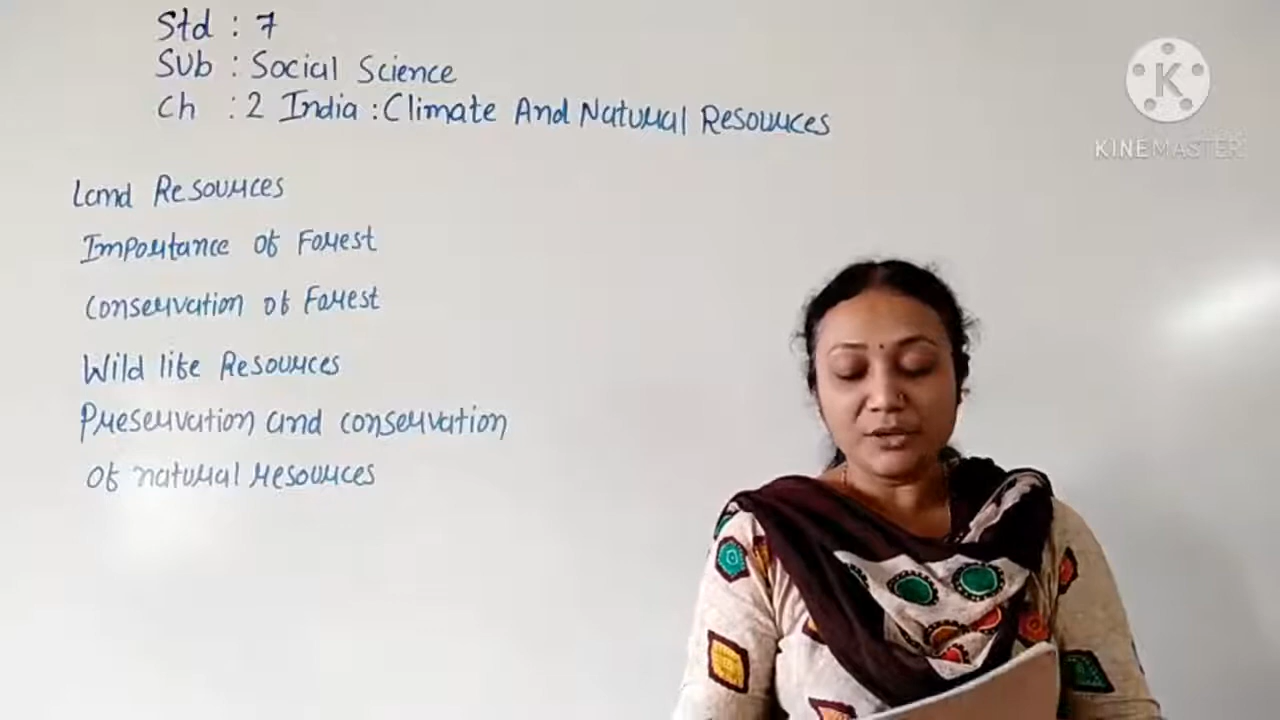 Std : 7
Sub : Social Science
Ch : 2 India : Climate And Natural Resources
K
KINEMASTER
Land Resources
Importance of Forest
Conservation of Forest
Wild life Resources
Preservation and conservation
of natural resources